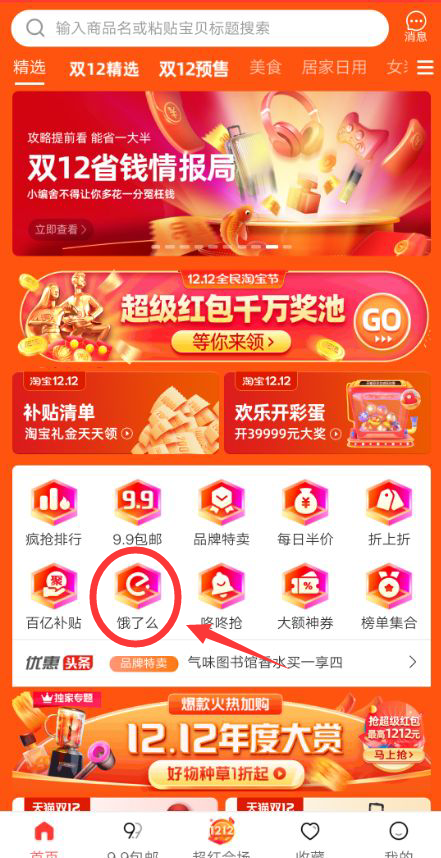 输入商品名或粘贴宝贝标题搜索
消息
精选 双12精选 双12预售 美食 居家日用
攻略提前看 能省一大半
双12省钱情报局
小编舍不得让你多花一分冤枉钱
立即查看
12.12全民淘宝节
超级红包千万奖池
GO
等你来领
淘宝12.12
补贴清单
淘宝礼金天天领
淘宝12.12
欢乐开彩蛋
开39999元大奖
9.9
疯抢排行 9.9包邮 品牌特卖 每日半价 折上折
聚
百亿补贴 饿了么 咚咚抢 大额神券 榜单集合
优惠 头条 品牌特卖 气味图书馆香水买一享四
独家专题
爆款火热加购
12.12年度大赏
好物种草1折起
抢超级红包
最高1212元
马上抢
天猫双12 天猫双12
1212
首页 9.9包邮 超红会场 收藏 我的